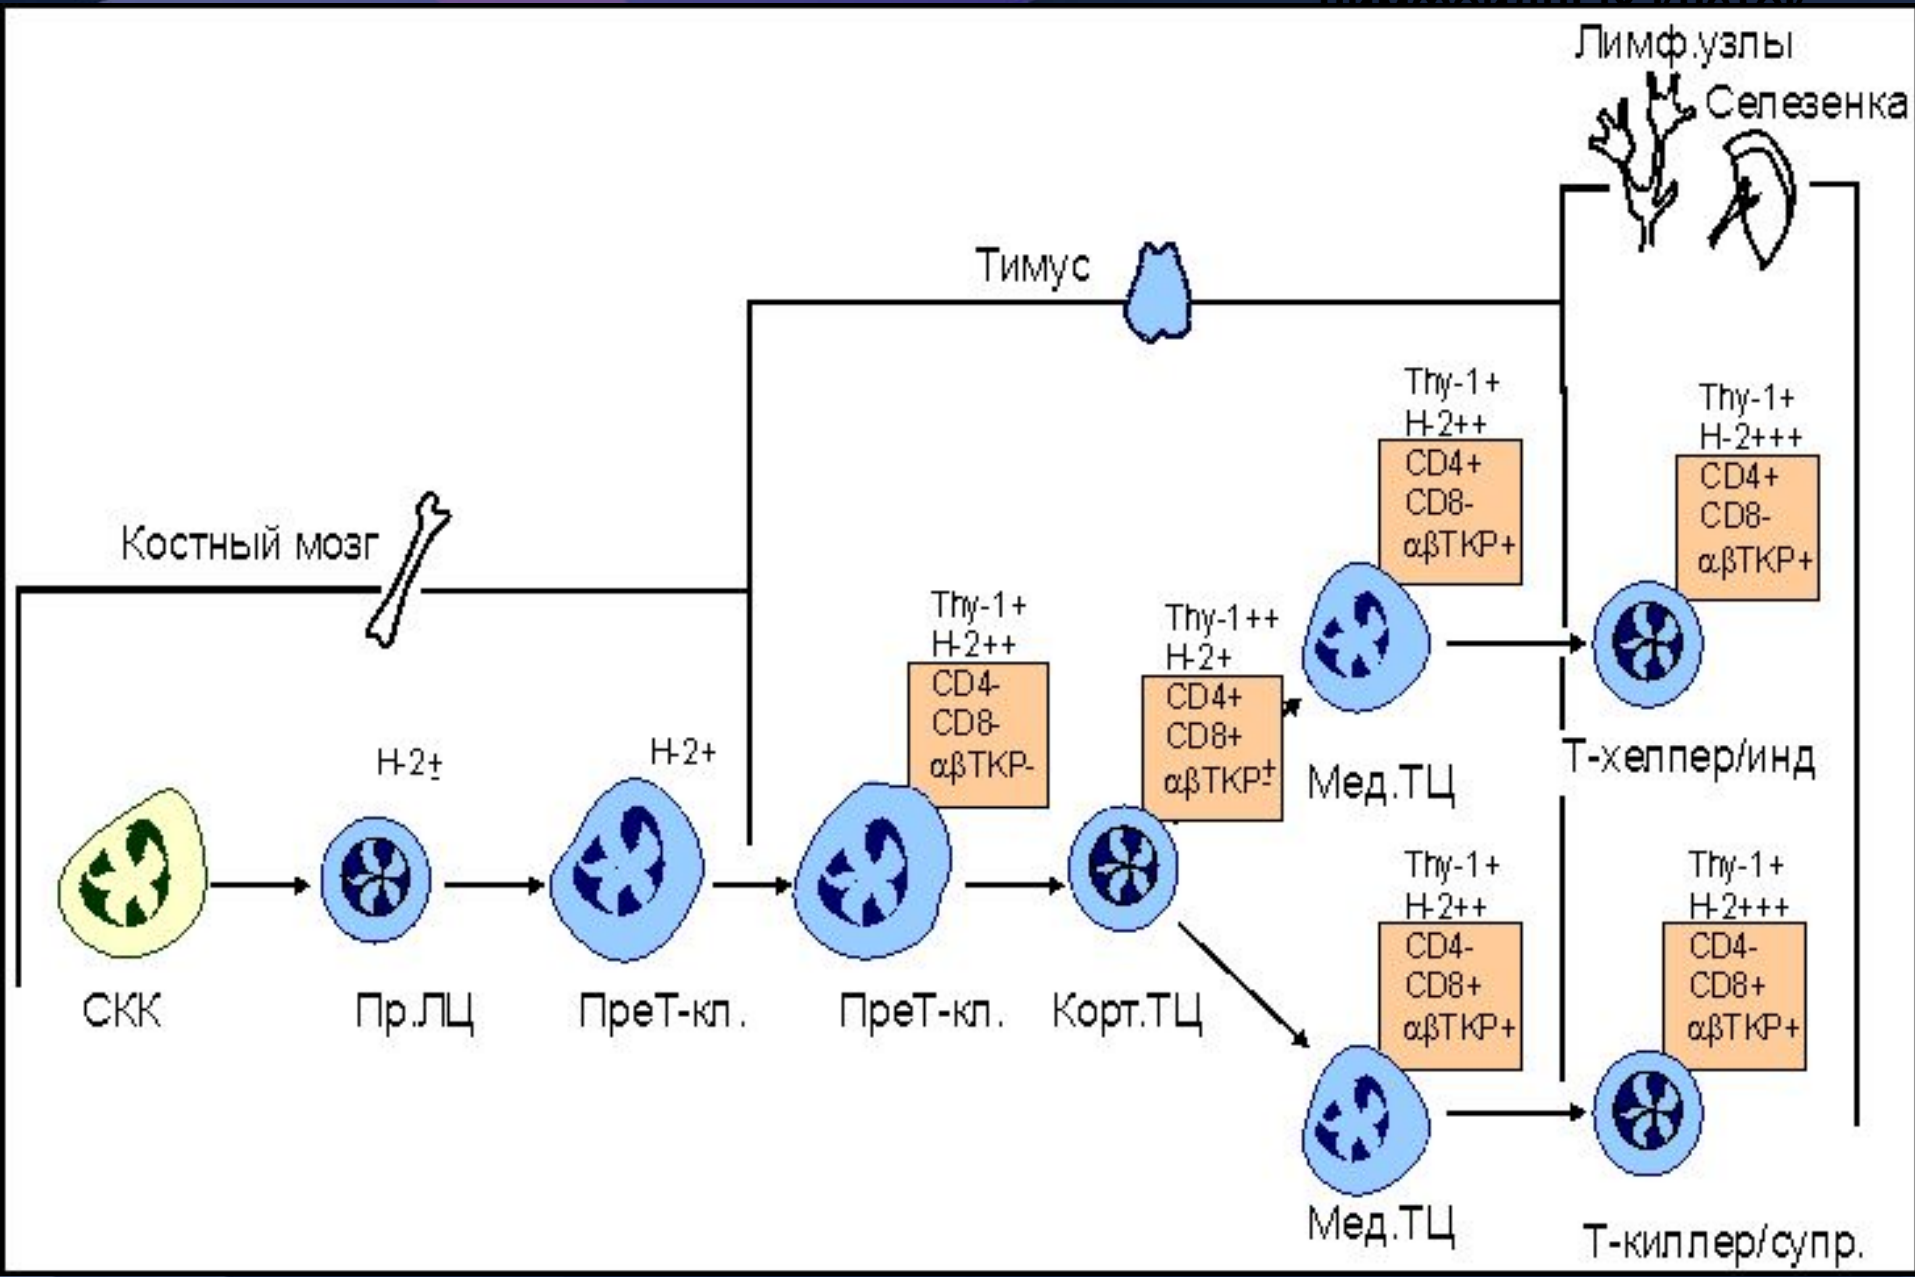 Лимф.узлы
Селезенка
Тимус
Костный мозг
H-2±
H-2+
Thy-1+
H-2++
CD4-
CD8-
αβТКР-
Thy-1++
H-2+
CD4+
CD8+
αβТКР±
Thy-1+
H-2++
CD4+
CD8-
αβТКР+
Thy-1+
H-2+++
CD4+
CD8-
αβТКР+
Мед.ТЦ
Т-хелпер/инд
Thy-1+
H-2++
CD4-
CD8+
αβТКР+
Thy-1+
H-2+++
CD4-
CD8+
αβТКР+
СКК
Пр.ЛЦ
ПреТ-кл.
ПреТ-кл.
Корт.ТЦ
Мед.ТЦ
Т-киллер/супр.